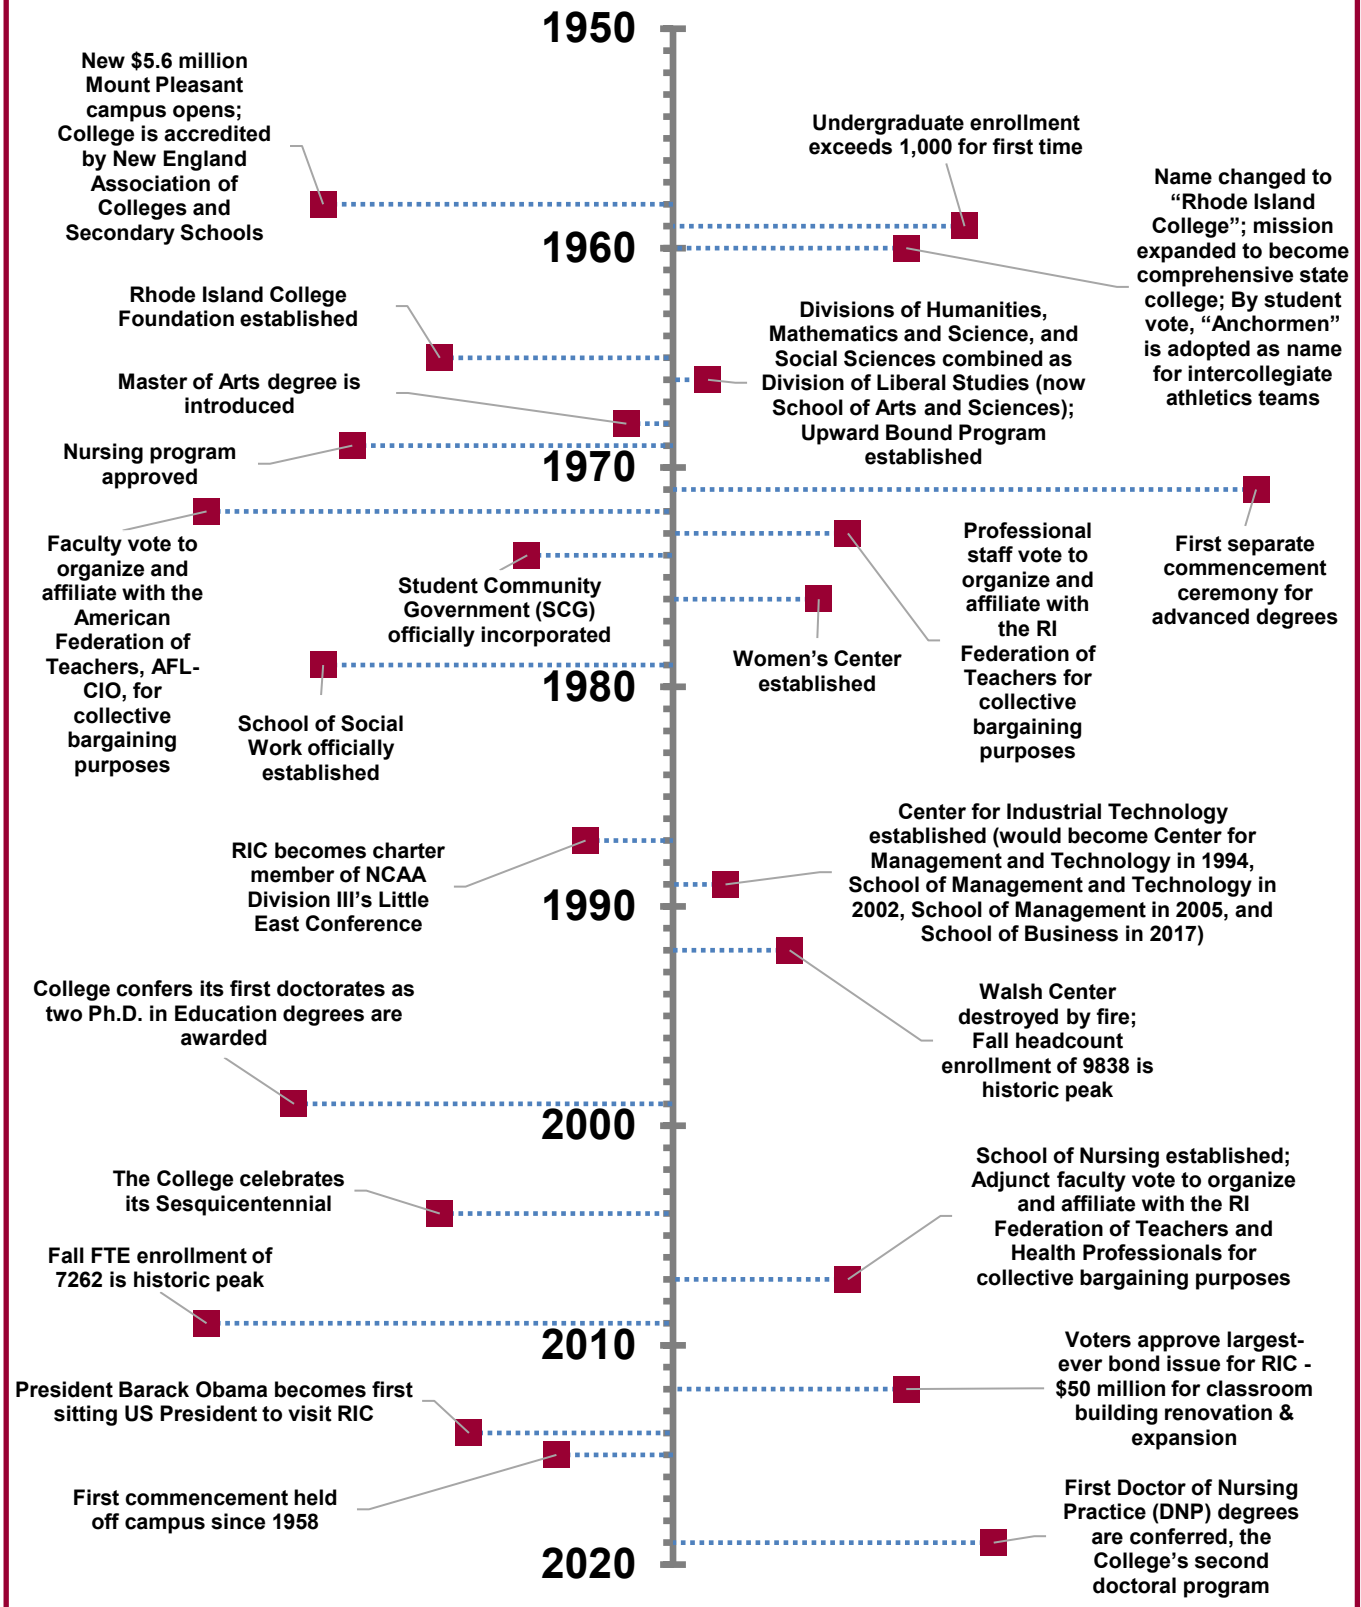 1950
New $5.6 million
Mount Pleasant
campus opens;
College is accredited
by New England
Association of
Colleges and
Secondary Schools
Undergraduate enrollment
exceeds 1,000 for first time
Name changed to
“Rhode Island
College”; mission
expanded to become
comprehensive state
college; By student
vote, “Anchormen”
is adopted as name
for intercollegiate
athletics teams
1960
Rhode Island College
Foundation established
Divisions of Humanities,
Mathematics and Science, and
Social Sciences combined as
Division of Liberal Studies (now
School of Arts and Sciences);
Upward Bound Program
established
Master of Arts degree is
introduced
Nursing program
approved
1970
Faculty vote to
organize and
affiliate with the
American
Federation of
Teachers, AFL-
CIO, for
collective
bargaining
purposes
Student Community
Government (SCG)
officially incorporated
Professional
staff vote to
organize and
affiliate with
the RI
Federation of
Teachers for
collective
bargaining
purposes
First separate
commencement
ceremony for
advanced degrees
Women’s Center
established
1980
School of Social
Work officially
established
RIC becomes charter
member of NCAA
Division III’s Little
East Conference
Center for Industrial Technology
established (would become Center for
Management and Technology in 1994,
School of Management and Technology in
2002, School of Management in 2005, and
School of Business in 2017)
1990
College confers its first doctorates as
two Ph.D. in Education degrees are
awarded
Walsh Center
destroyed by fire;
Fall headcount
enrollment of 9838 is
historic peak
2000
The College celebrates
its Sesquicentennial
School of Nursing established;
Adjunct faculty vote to organize
and affiliate with the RI
Federation of Teachers and
Health Professionals for
collective bargaining purposes
Fall FTE enrollment of
7262 is historic peak
2010
Voters approve largest-
ever bond issue for RIC -
$50 million for classroom
building renovation &
expansion
President Barack Obama becomes first
sitting US President to visit RIC
First commencement held
off campus since 1958
First Doctor of Nursing
Practice (DNP) degrees
are conferred, the
College’s second
doctoral program
2020